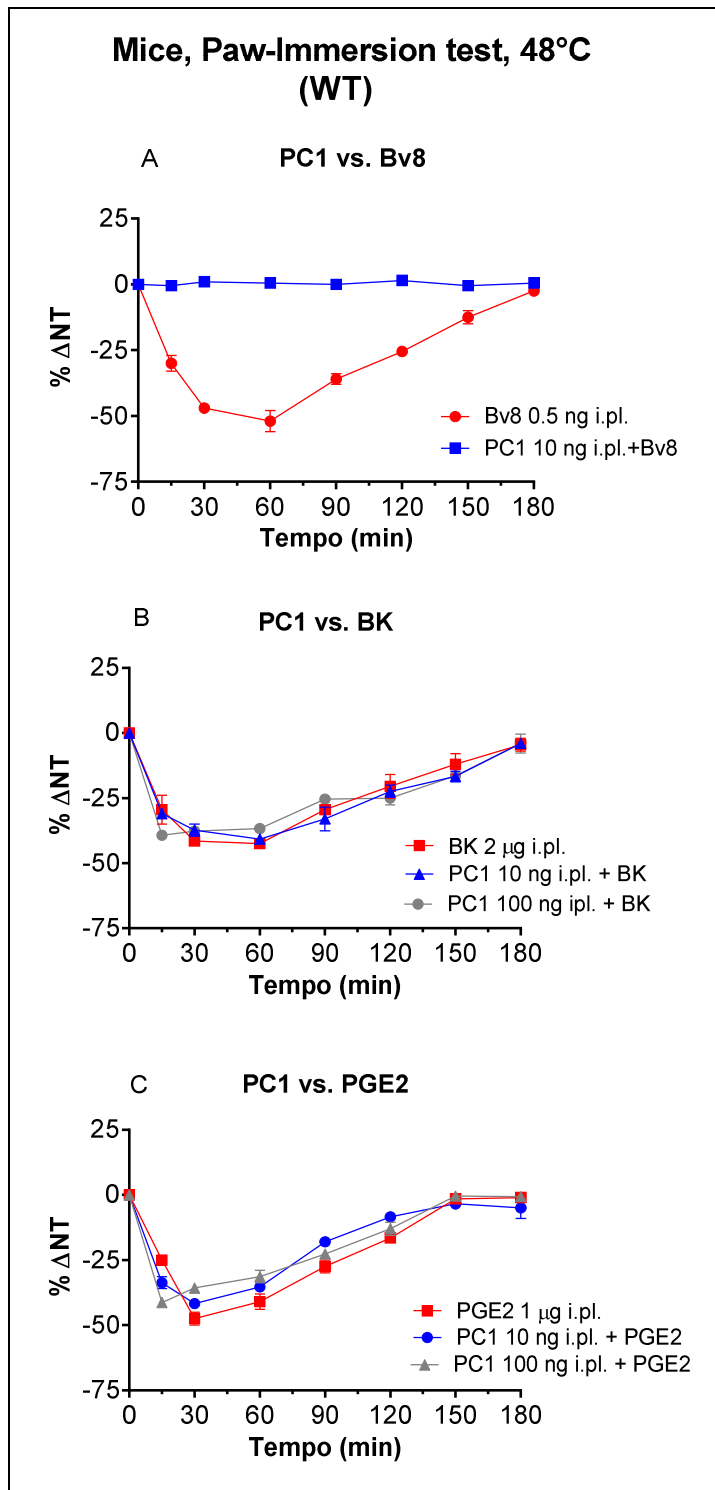 Mice, Paw-Immersion test, 48°C
(WT)
A
PC1 vs. Bv8
25
0
-25
-50
-75
% ΔNT
Bv8 0.5 ng i.pl.
PC1 10 ng i.pl.+Bv8
0 30 60 90 120 150 180
Tempo (min)
B
PC1 vs. BK
25
0
-25
-50
-75
% ΔNT
BK 2 μg i.pl.
PC1 10 ng i.pl. + BK
PC1 100 ng ipl. + BK
0 30 60 90 120 150 180
Tempo (min)
C
PC1 vs. PGE2
25
0
-25
-50
-75
% ΔNT
PGE2 1 μg i.pl.
PC1 10 ng i.pl. + PGE2
PC1 100 ng i.pl. + PGE2
0 30 60 90 120 150 180
Tempo (min)